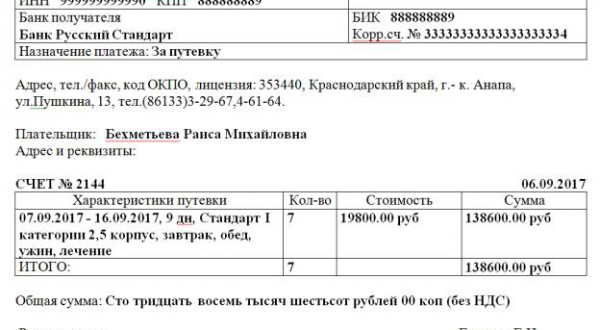 ИНН 999999999990 КПП 888888889
Банк получателя БИК 888888889
Банк Русский Стандарт Корр.сч. № 33333333333333333334
Назначение платежа: За путевку
Адрес, тел./факс, код ОКПО, лицензия: 353440, Краснодарский край, г.- к. Анапа,
ул.Пушкина, 13, тел.(86133)3-29-67,4-61-64.
Плательщик: Бехметьева Раиса Михайловна
Адрес и реквизиты:
СЧЕТ № 2144 06.09.2017
Характеристики путевки Кол-во Стоимость Сумма
07.09.2017 - 16.09.2017, 9 дн, Стандарт I 7 19800.00 руб 138600.00 руб
категории 2,5 корпус, завтрак, обед,
ужин, лечение
ИТОГО: 7 138600.00 руб
Общая сумма: Сто тридцать восемь тысяч шестьсот рублей 00 коп (без НДС)